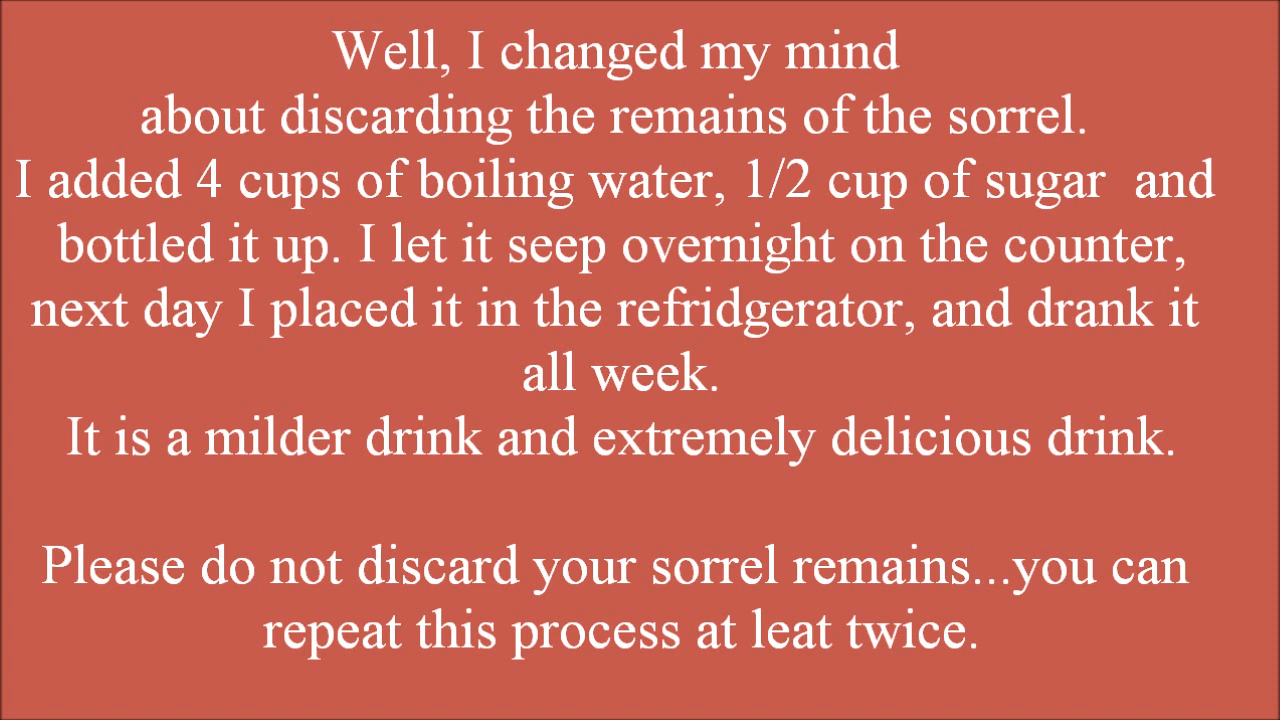 Well, I changed my mind
about discarding the remains of the sorrel.
I added 4 cups of boiling water, 1/2 cup of sugar  and
bottled it up. I let it seep overnight on the counter,
next day I placed it in the refridgerator, and drank it
all week.
It is a milder drink and extremely delicious drink.
Please do not discard your sorrel remains...you can
repeat this process at leat twice.